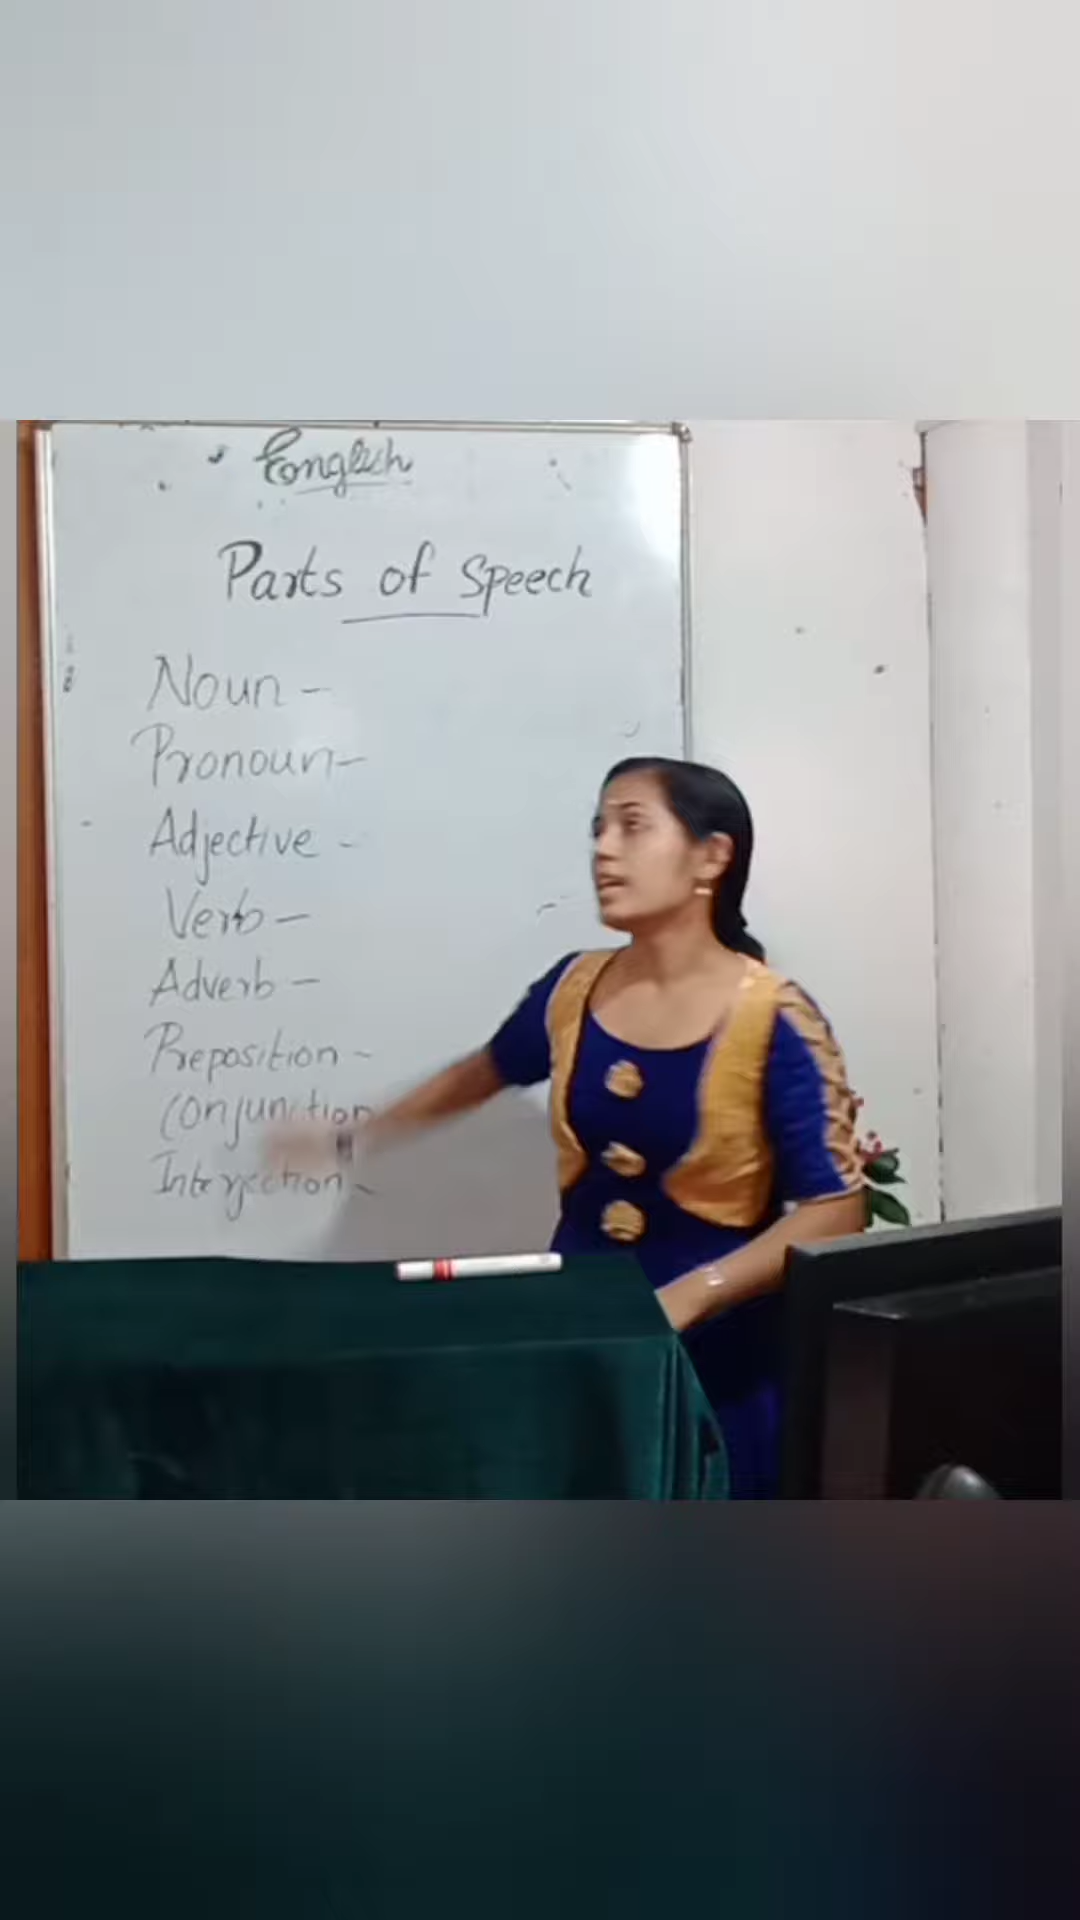 English
Parts of Speech
Noun -
Pronoun -
Adjective -
Verb -
Adverb -
Preposition -
Conjunction
Interjection -